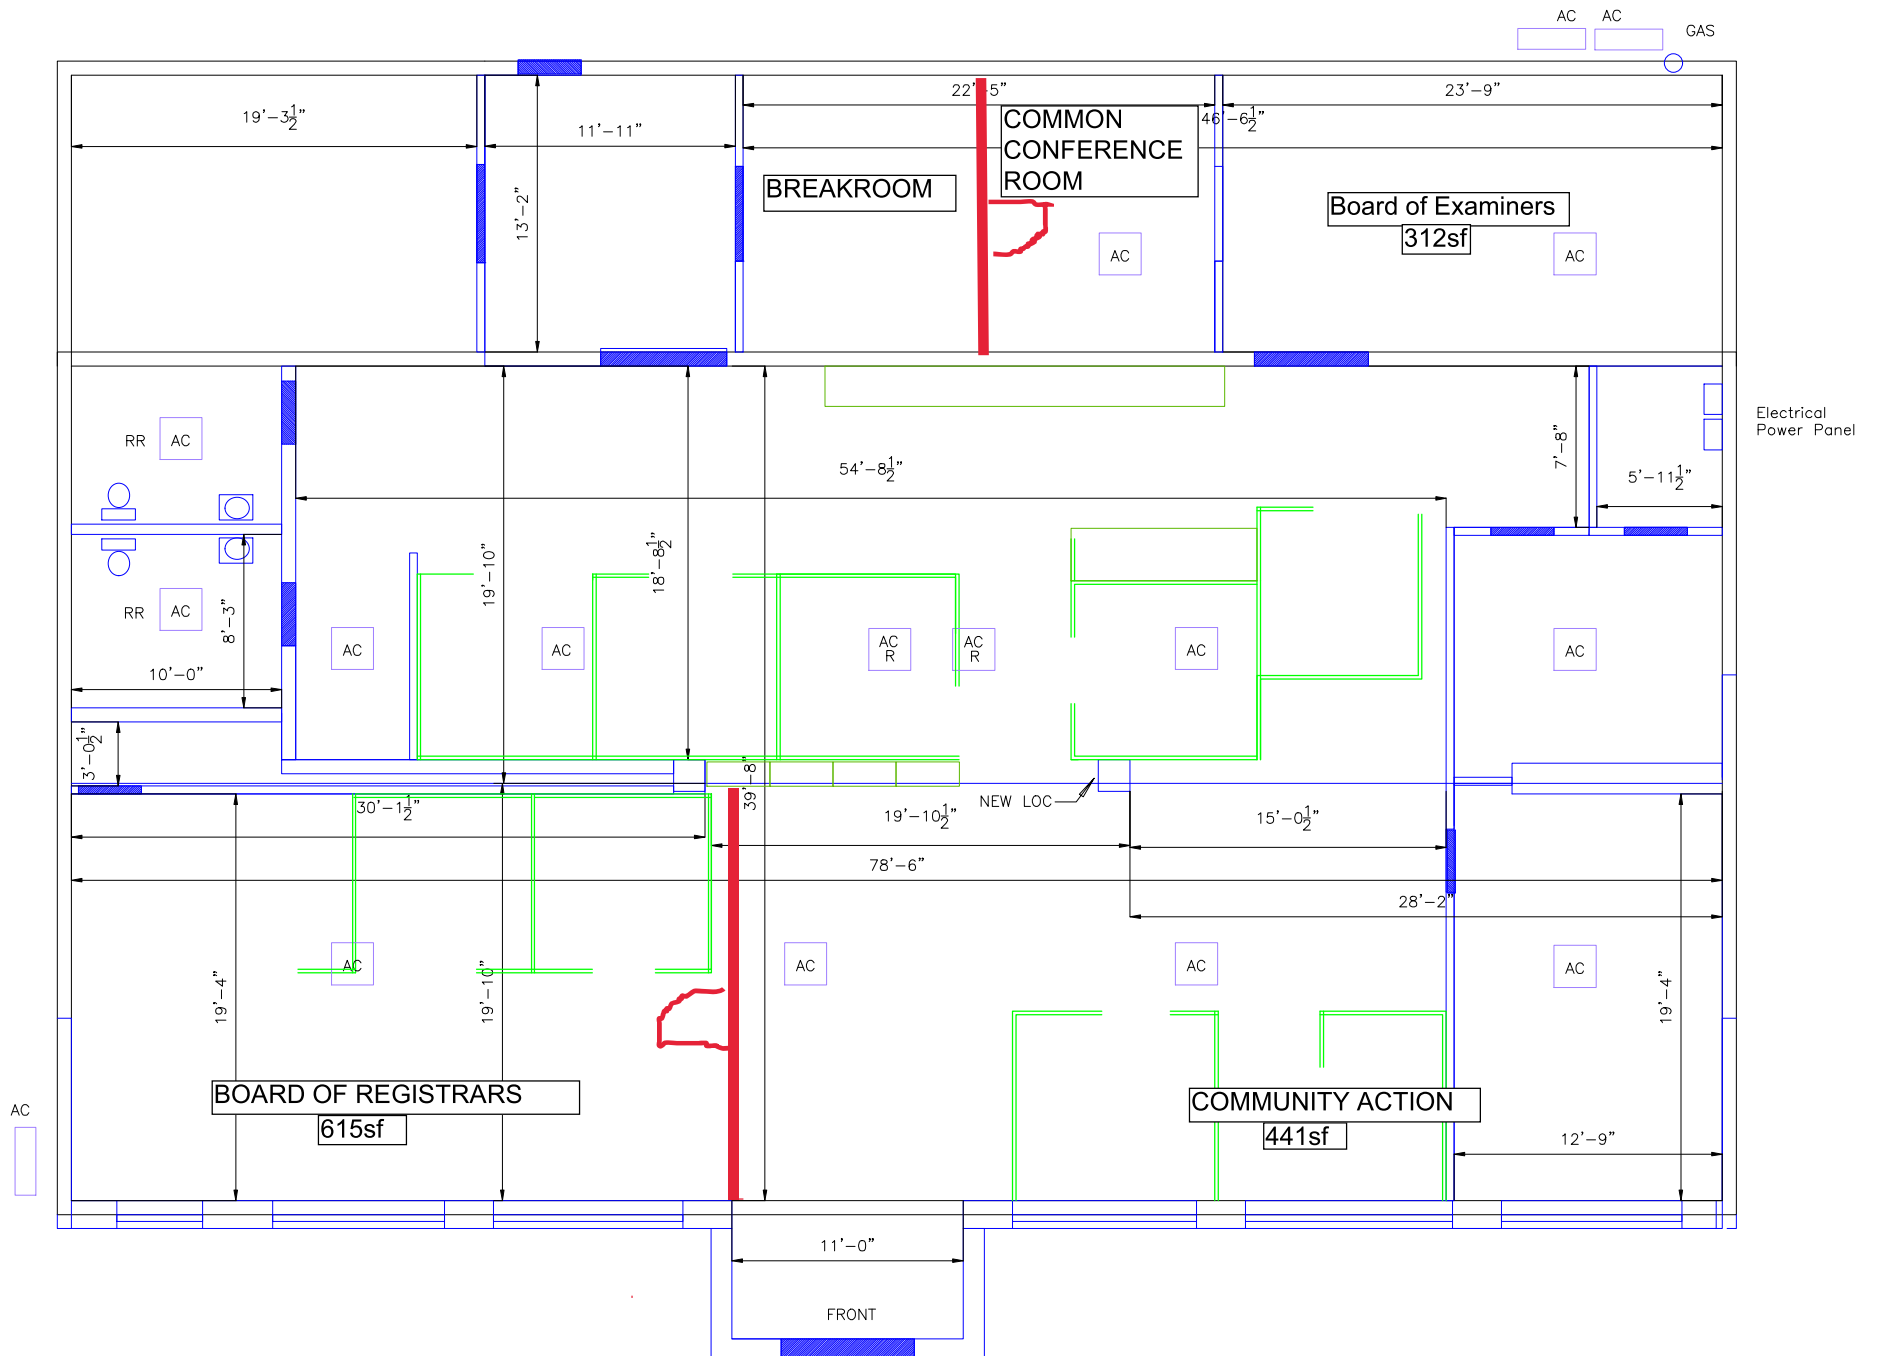 AC AC
GAS
22'-5"
23'-9"
19'-3½"
11'-11"
46'-6½"
COMMON
CONFERENCE
ROOM
BREAKROOM
13'-2"
Board of Examiners
312sf
AC
AC
Electrical
Power Panel
RR
AC
7'-8"
54'-8½"
5'-11½"
19'-10"
18'-8½"
RR
AC
8'-3"
AC
AC
AC
R
AC
R
AC
AC
10'-0"
3'-0½"
39'-8"
NEW LOC
30'-1½"
19'-10½"
15'-0½"
78'-6"
28'-2"
AC
AC
AC
AC
19'-4"
19'-10"
19'-4"
BOARD OF REGISTRARS
615sf
COMMUNITY ACTION
441sf
AC
12'-9"
11'-0"
FRONT